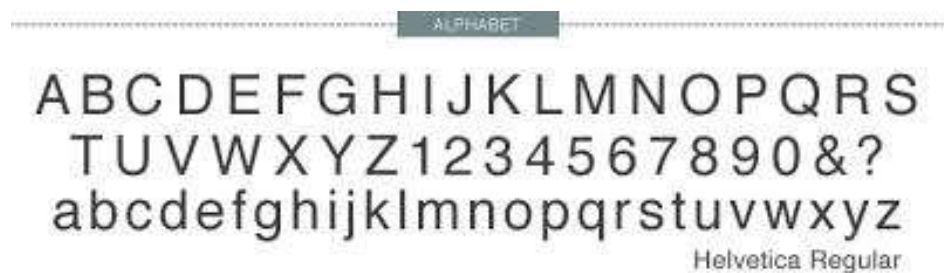 ALPHABET
ABCDEFGHIJKLMNOPQRS
TUVWXYZ1234567890&?
abcdefghijklmnopqrstuvwxyz
Helvetica Regular